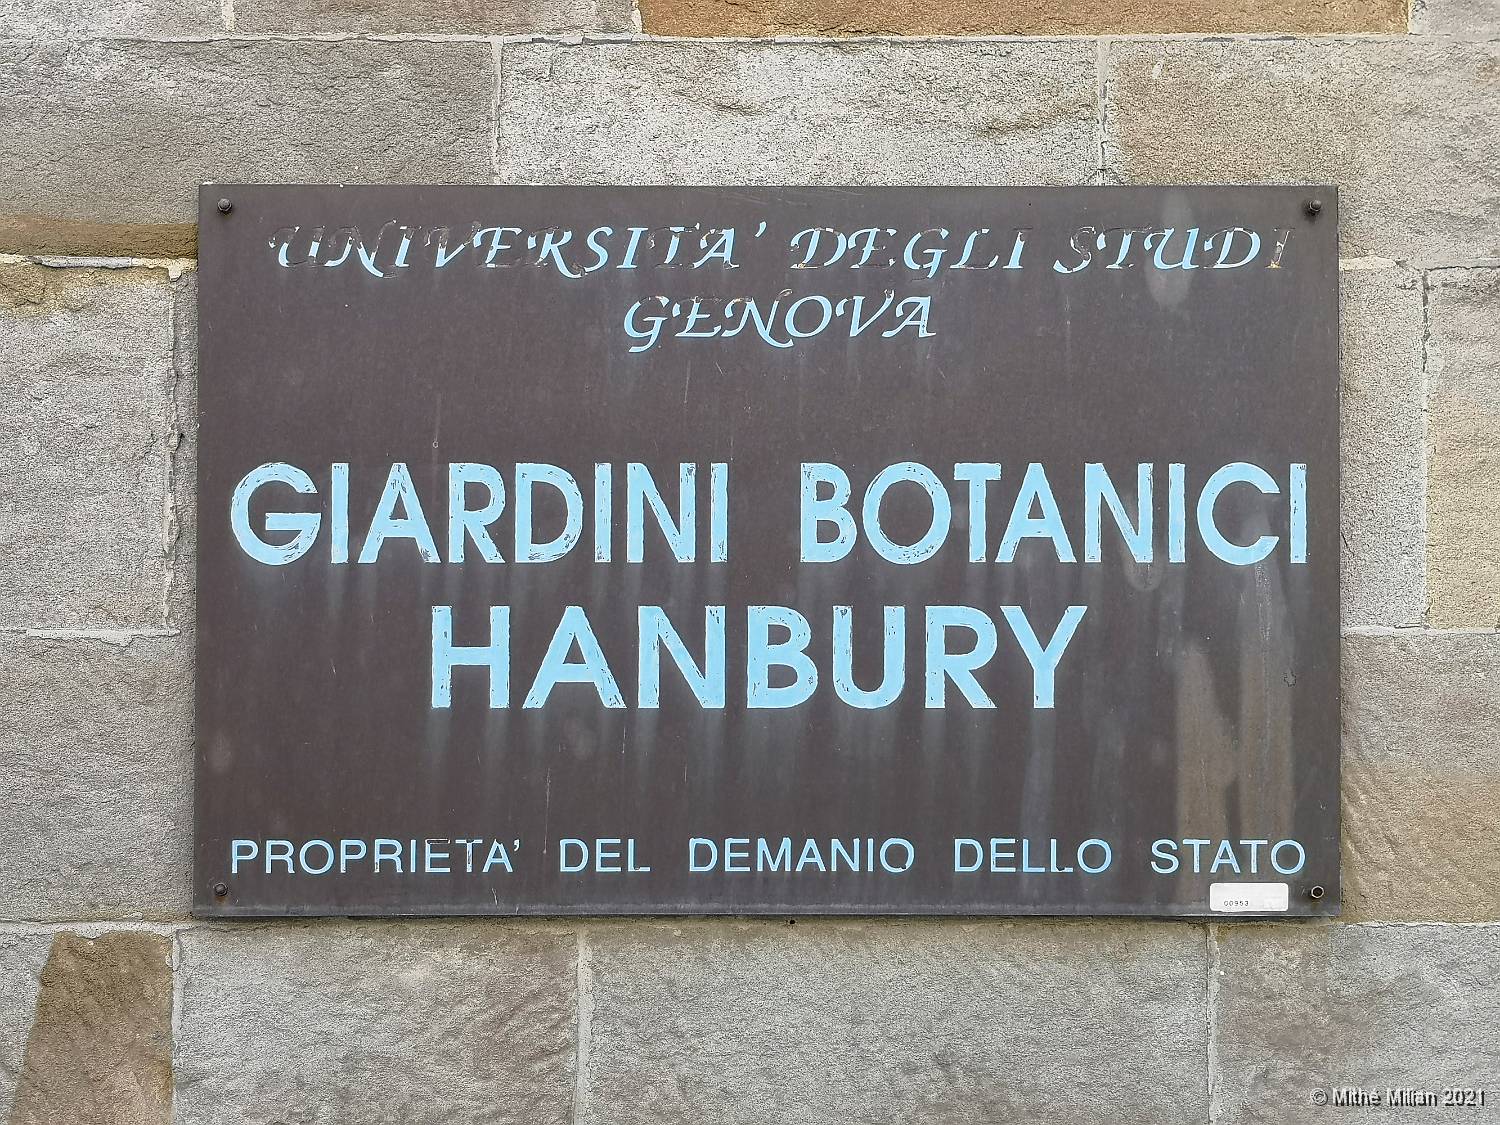 UNIVERSITA' DEGLI STUDI
GENOVA
GIARDINI BOTANICI
HANBURY
PROPRIETA' DEL DEMANIO DELLO STATO
00953
© Mithé Milian 2021